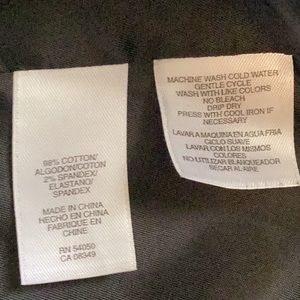 98% COTTON/
ALGODON/COTON
2% SPANDEX/
ELASTANO/
SPANDEX
MADE IN CHINA
HECHO EN CHINA
FABRIQUE EN
CHINE
RN 54050
CA 08349
MACHINE WASH COLD WATER
GENTLE CYCLE
WASH WITH LIKE COLORS
NO BLEACH
DRIP DRY
PRESS WITH COOL IRON IF
NECESSARY
LAVAR A MAQUINA EN AGUA FRIA
CICLO SUAVE
LAVAR CON LOS MISMOS
COLORES
NO UTILIZAR BLANQUEADOR
SECAR AL AIRE